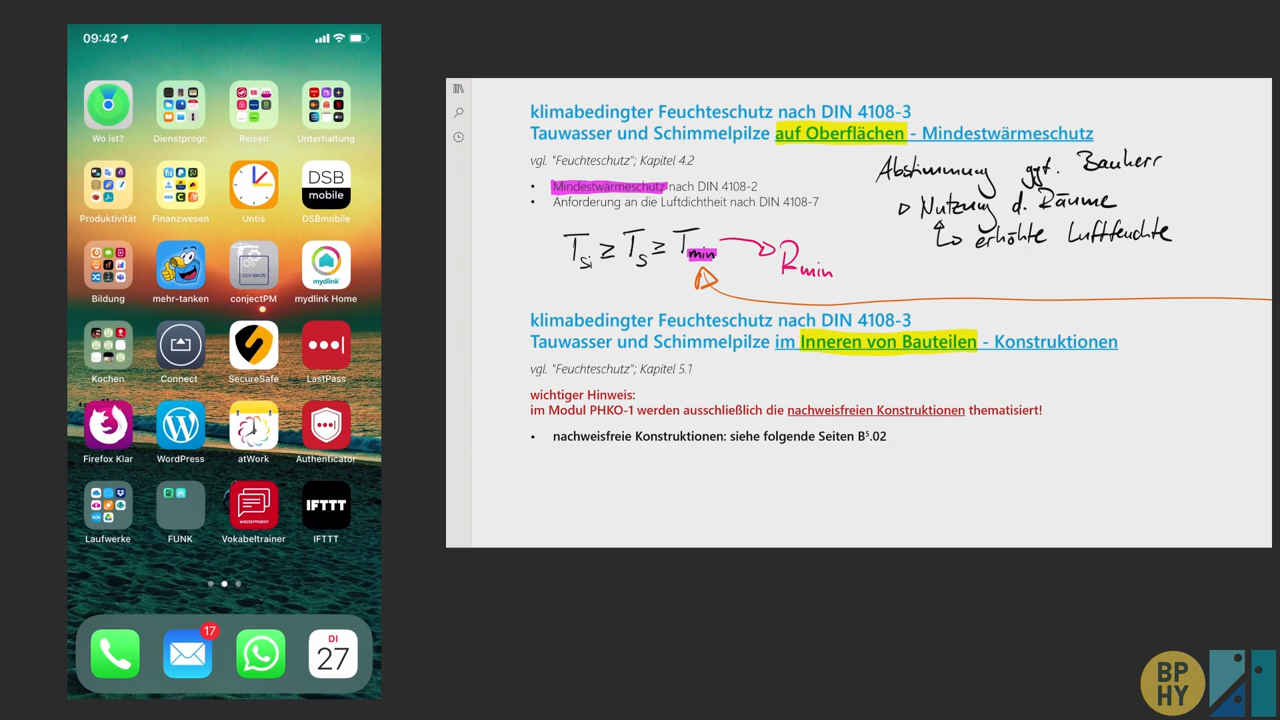 09:42
Wo ist?
Dienstprogr.
Reisen
Unterhaltung
Produktivität
Finanzwesen
Untis
DSB
mobile
DSBmobile
Bildung
mehr-tanken
conject
conjectPM
mydlink
mydlink Home
Kochen
Connect
SecureSafe
LastPass
Firefox Klar
WordPress
atWork
Authenticator
Laufwerke
FUNK
westermann
Vokabeltrainer
IFTTT
IFTTT
17
DI
27
klimabedingter Feuchteschutz nach DIN 4108-3
Tauwasser und Schimmelpilze auf Oberflächen - Mindestwärmeschutz
vgl. "Feuchteschutz"; Kapitel 4.2
• Mindestwärmeschutz nach DIN 4108-2
• Anforderung an die Luftdichtheit nach DIN 4108-7
Abstimmung ggt. Bauherr
▷ Nutzung d. Räume
↳ erhöhte Luftfeuchte
Tsi ≥ Ts ≥ Tmin → Rmin
klimabedingter Feuchteschutz nach DIN 4108-3
Tauwasser und Schimmelpilze im Inneren von Bauteilen - Konstruktionen
vgl. "Feuchteschutz"; Kapitel 5.1
wichtiger Hinweis:
im Modul PHKO-1 werden ausschließlich die nachweisfreien Konstruktionen thematisiert!
• nachweisfreie Konstruktionen: siehe folgende Seiten B⁵.02
BP
HY